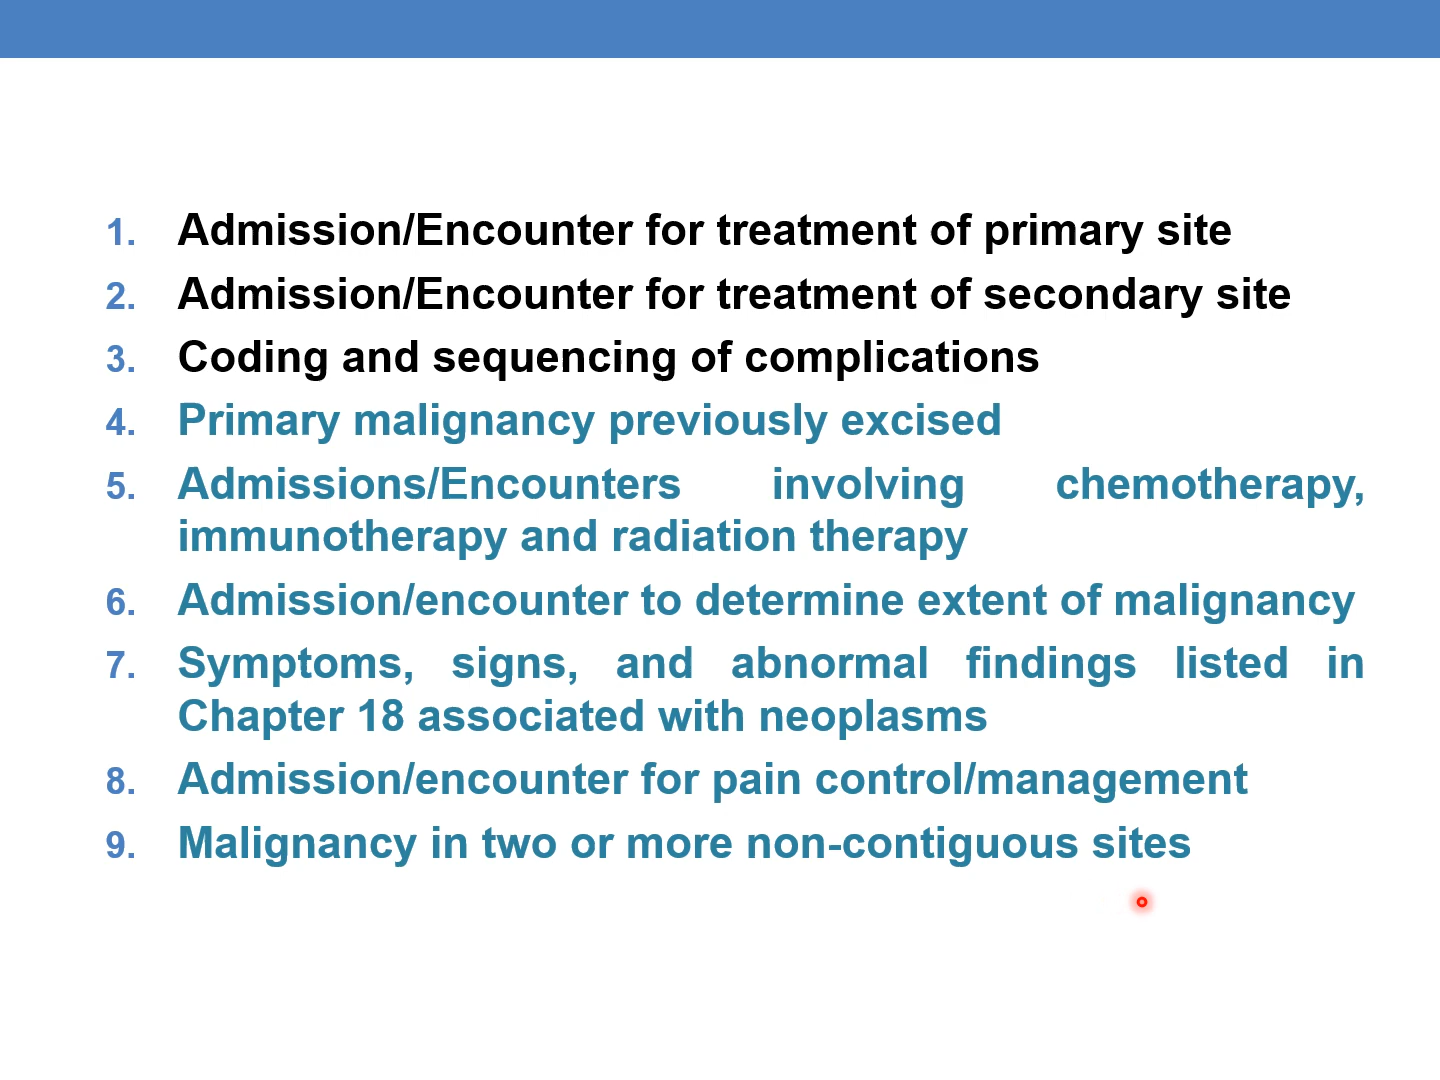 1. Admission/Encounter for treatment of primary site
2. Admission/Encounter for treatment of secondary site
3. Coding and sequencing of complications
4. Primary malignancy previously excised
5. Admissions/Encounters involving chemotherapy,
immunotherapy and radiation therapy
6. Admission/encounter to determine extent of malignancy
7. Symptoms, signs, and abnormal findings listed in
Chapter 18 associated with neoplasms
8. Admission/encounter for pain control/management
9. Malignancy in two or more non-contiguous sites